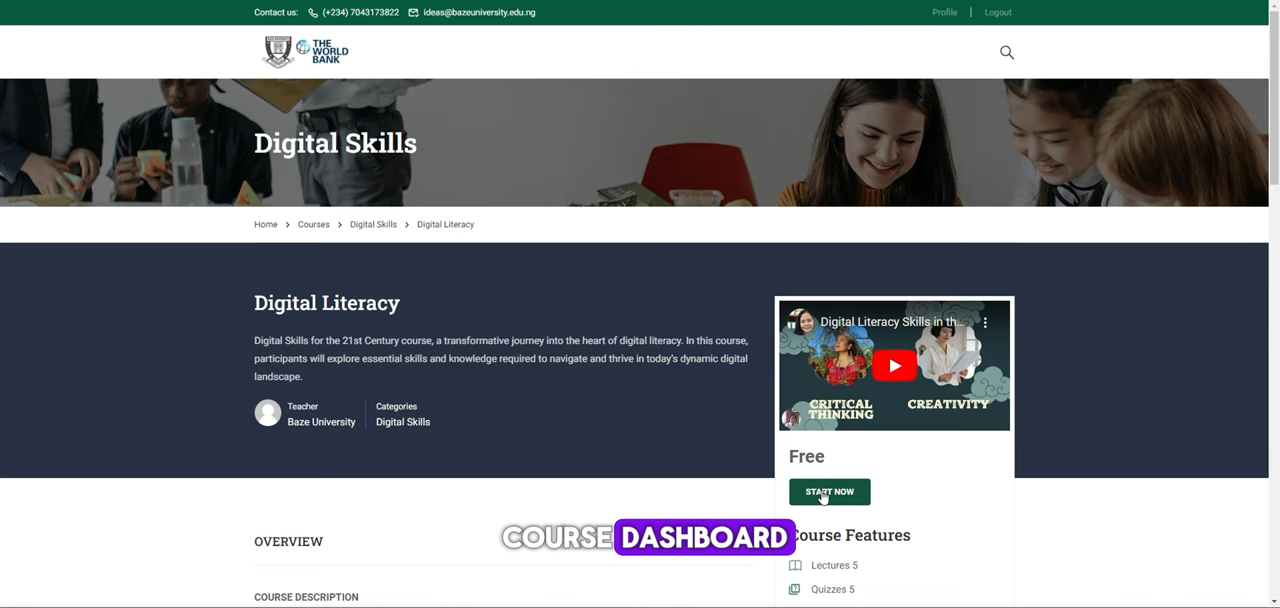 Contact us: (+234) 7043173822 ideas@bazeuniversity.edu.ng Profile Logout
THE
WORLD
BANK
Digital Skills
Home > Courses > Digital Skills > Digital Literacy
Digital Literacy
Digital Skills for the 21st Century course, a transformative journey into the heart of digital literacy. In this course,
participants will explore essential skills and knowledge required to navigate and thrive in today's dynamic digital
landscape.
Teacher
Baze University
Categories
Digital Skills
Digital Literacy Skills in th...
CRITICAL
THINKING
CREATIVITY
Free
START NOW
COURSE DASHBOARD
Course Features
Lectures 5
Quizzes 5
OVERVIEW
COURSE DESCRIPTION